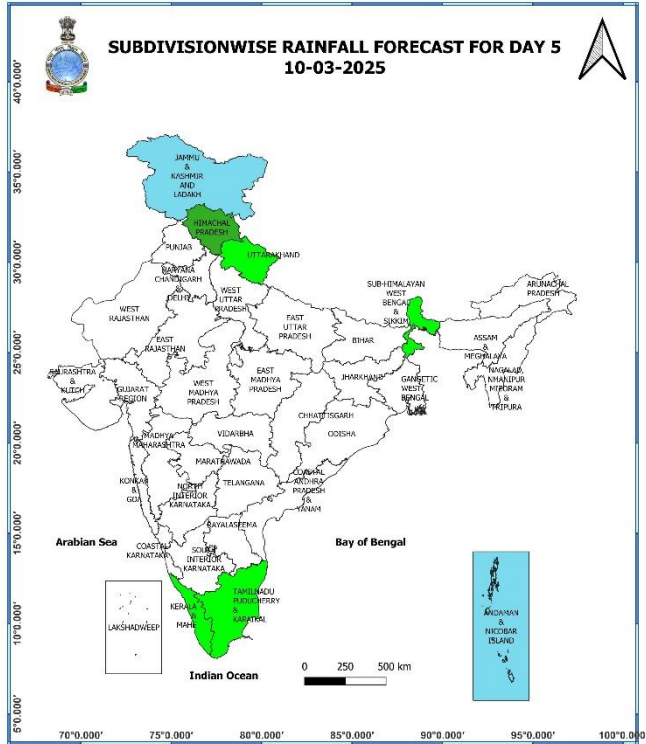 SUBDIVISIONWISE RAINFALL FORECAST FOR DAY 5
10-03-2025
40°0.000'
35°0.000'
30°0.000'
25°0.000'
20°0.000'
15°0.000'
10°0.000'
5°0.000'
JAMMU
&
KASHMIR
AND
LADAKH
HIMACHAL
PRADESH
PUNJAB
UTTARAKHAND
HARYANA
CHANDIGARH
&
DELHI
WEST
UTTAR
PRADESH
WEST
RAJASTHAN
EAST
RAJASTHAN
EAST
UTTAR
PRADESH
SUB-HIMALAYAN
WEST
BENGAL
&
SIKKIM
ARUNACHAL
PRADESH
BIHAR
ASSAM
&
MEGHALAYA
NAGALAD,
NMANIPUR
MIZORAM
&
TRIPURA
SAURASHTRA
&
KUTCH
GUJARAT
REGION
WEST
MADHYA
PRADESH
EAST
MADHYA
PRADESH
JHARKHAND
GANGETIC
WEST
BENGAL
CHHATTISGARH
ODISHA
MADHYA
MAHARASHTRA
VIDARBHA
MARATHAWADA
TELANGANA
KONKAN
&
GOA
NORTH
INTERIOR
KARNATAKA
COASTAL
ANDHRA
PRADESH
&
YANAM
RAYALASEEMA
Arabian Sea
Bay of Bengal
COASTAL
KARNATAKA
SOUTH
INTERIOR
KARNATAKA
LAKSHADWEEP
KERALA
&
MAHE
TAMILNADU
PUDUCHERRY
&
KARAIKAL
ANDAMAN
&
NICOBAR
ISLAND
Indian Ocean
0 250 500 km
70°0.000' 75°0.000' 80°0.000' 85°0.000' 90°0.000' 95°0.000' 100°0.000'